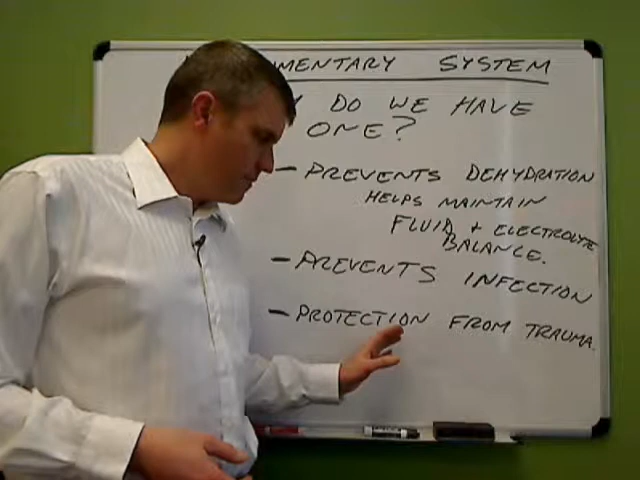 MENTARY SYSTEM
DO WE HAVE
ONE?
- PREVENTS DEHYDRATION
HELPS MAINTAIN
FLUID + ELECTROLYTE
BALANCE.
- PREVENTS INFECTION
- PROTECTION FROM TRAUMA.